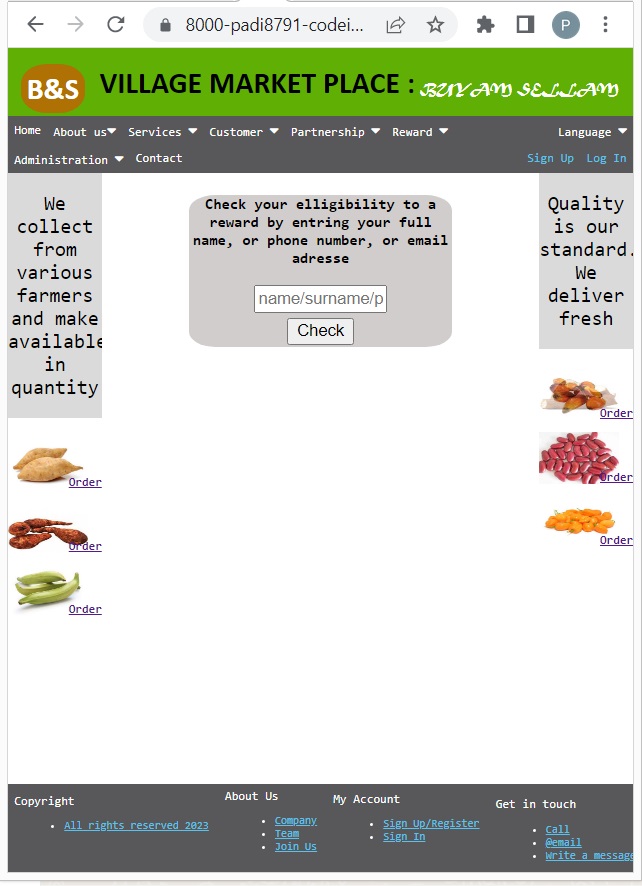 8000-padi8791-codei...
P
B&S VILLAGE MARKET PLACE : BUY AM SELL AM
Home About us Services Customer Partnership Reward Language
Administration Contact Sign Up Log In
We
collect
from
various
farmers
and make
available
in
quantity
Order
Order
Order
Check your elligibility to a
reward by entring your full
name, or phone number, or email
adresse
name/surname/p
Check
Quality
is our
standard.
We
deliver
fresh
Order
Order
Order
Copyright
All rights reserved 2023
About Us
Company
Team
Join Us
My Account
Sign Up/Register
Sign In
Get in touch
Call
@email
Write a message